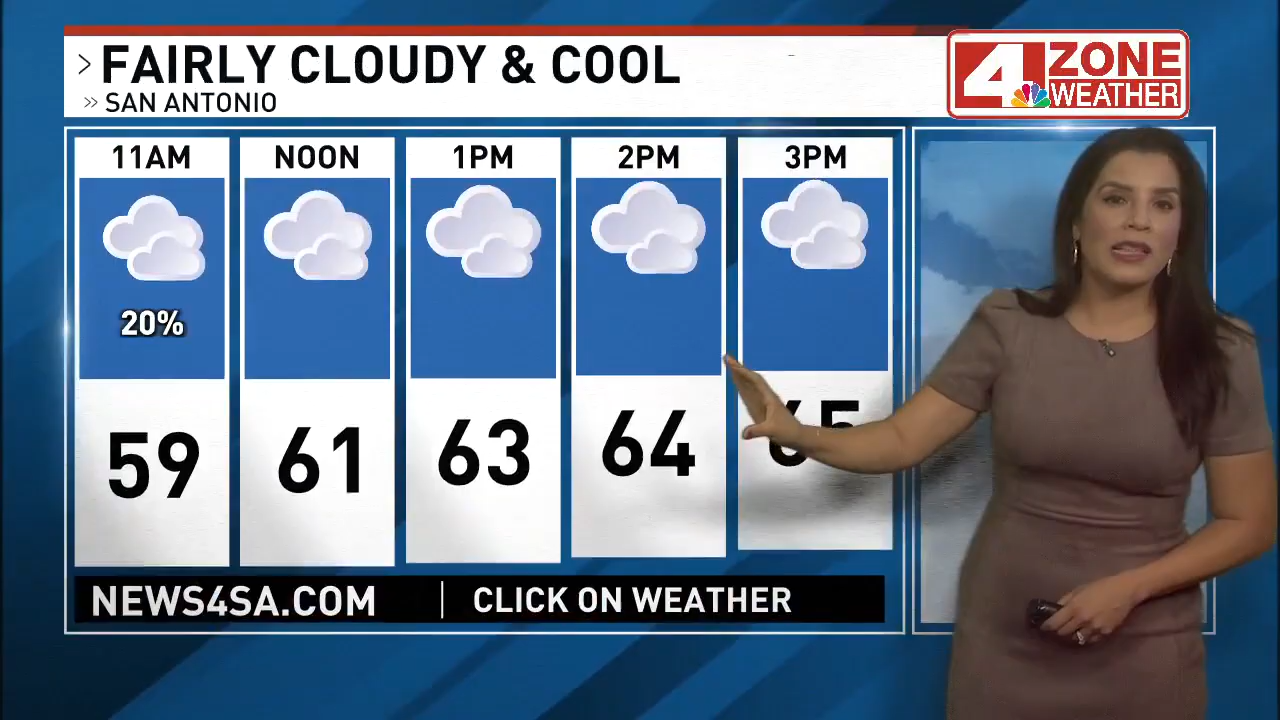 > FAIRLY CLOUDY & COOL
>> SAN ANTONIO
4 ZONE
WEATHER
11AM NOON 1PM 2PM 3PM
20%
59 61 63 64 65
NEWS4SA.COM | CLICK ON WEATHER